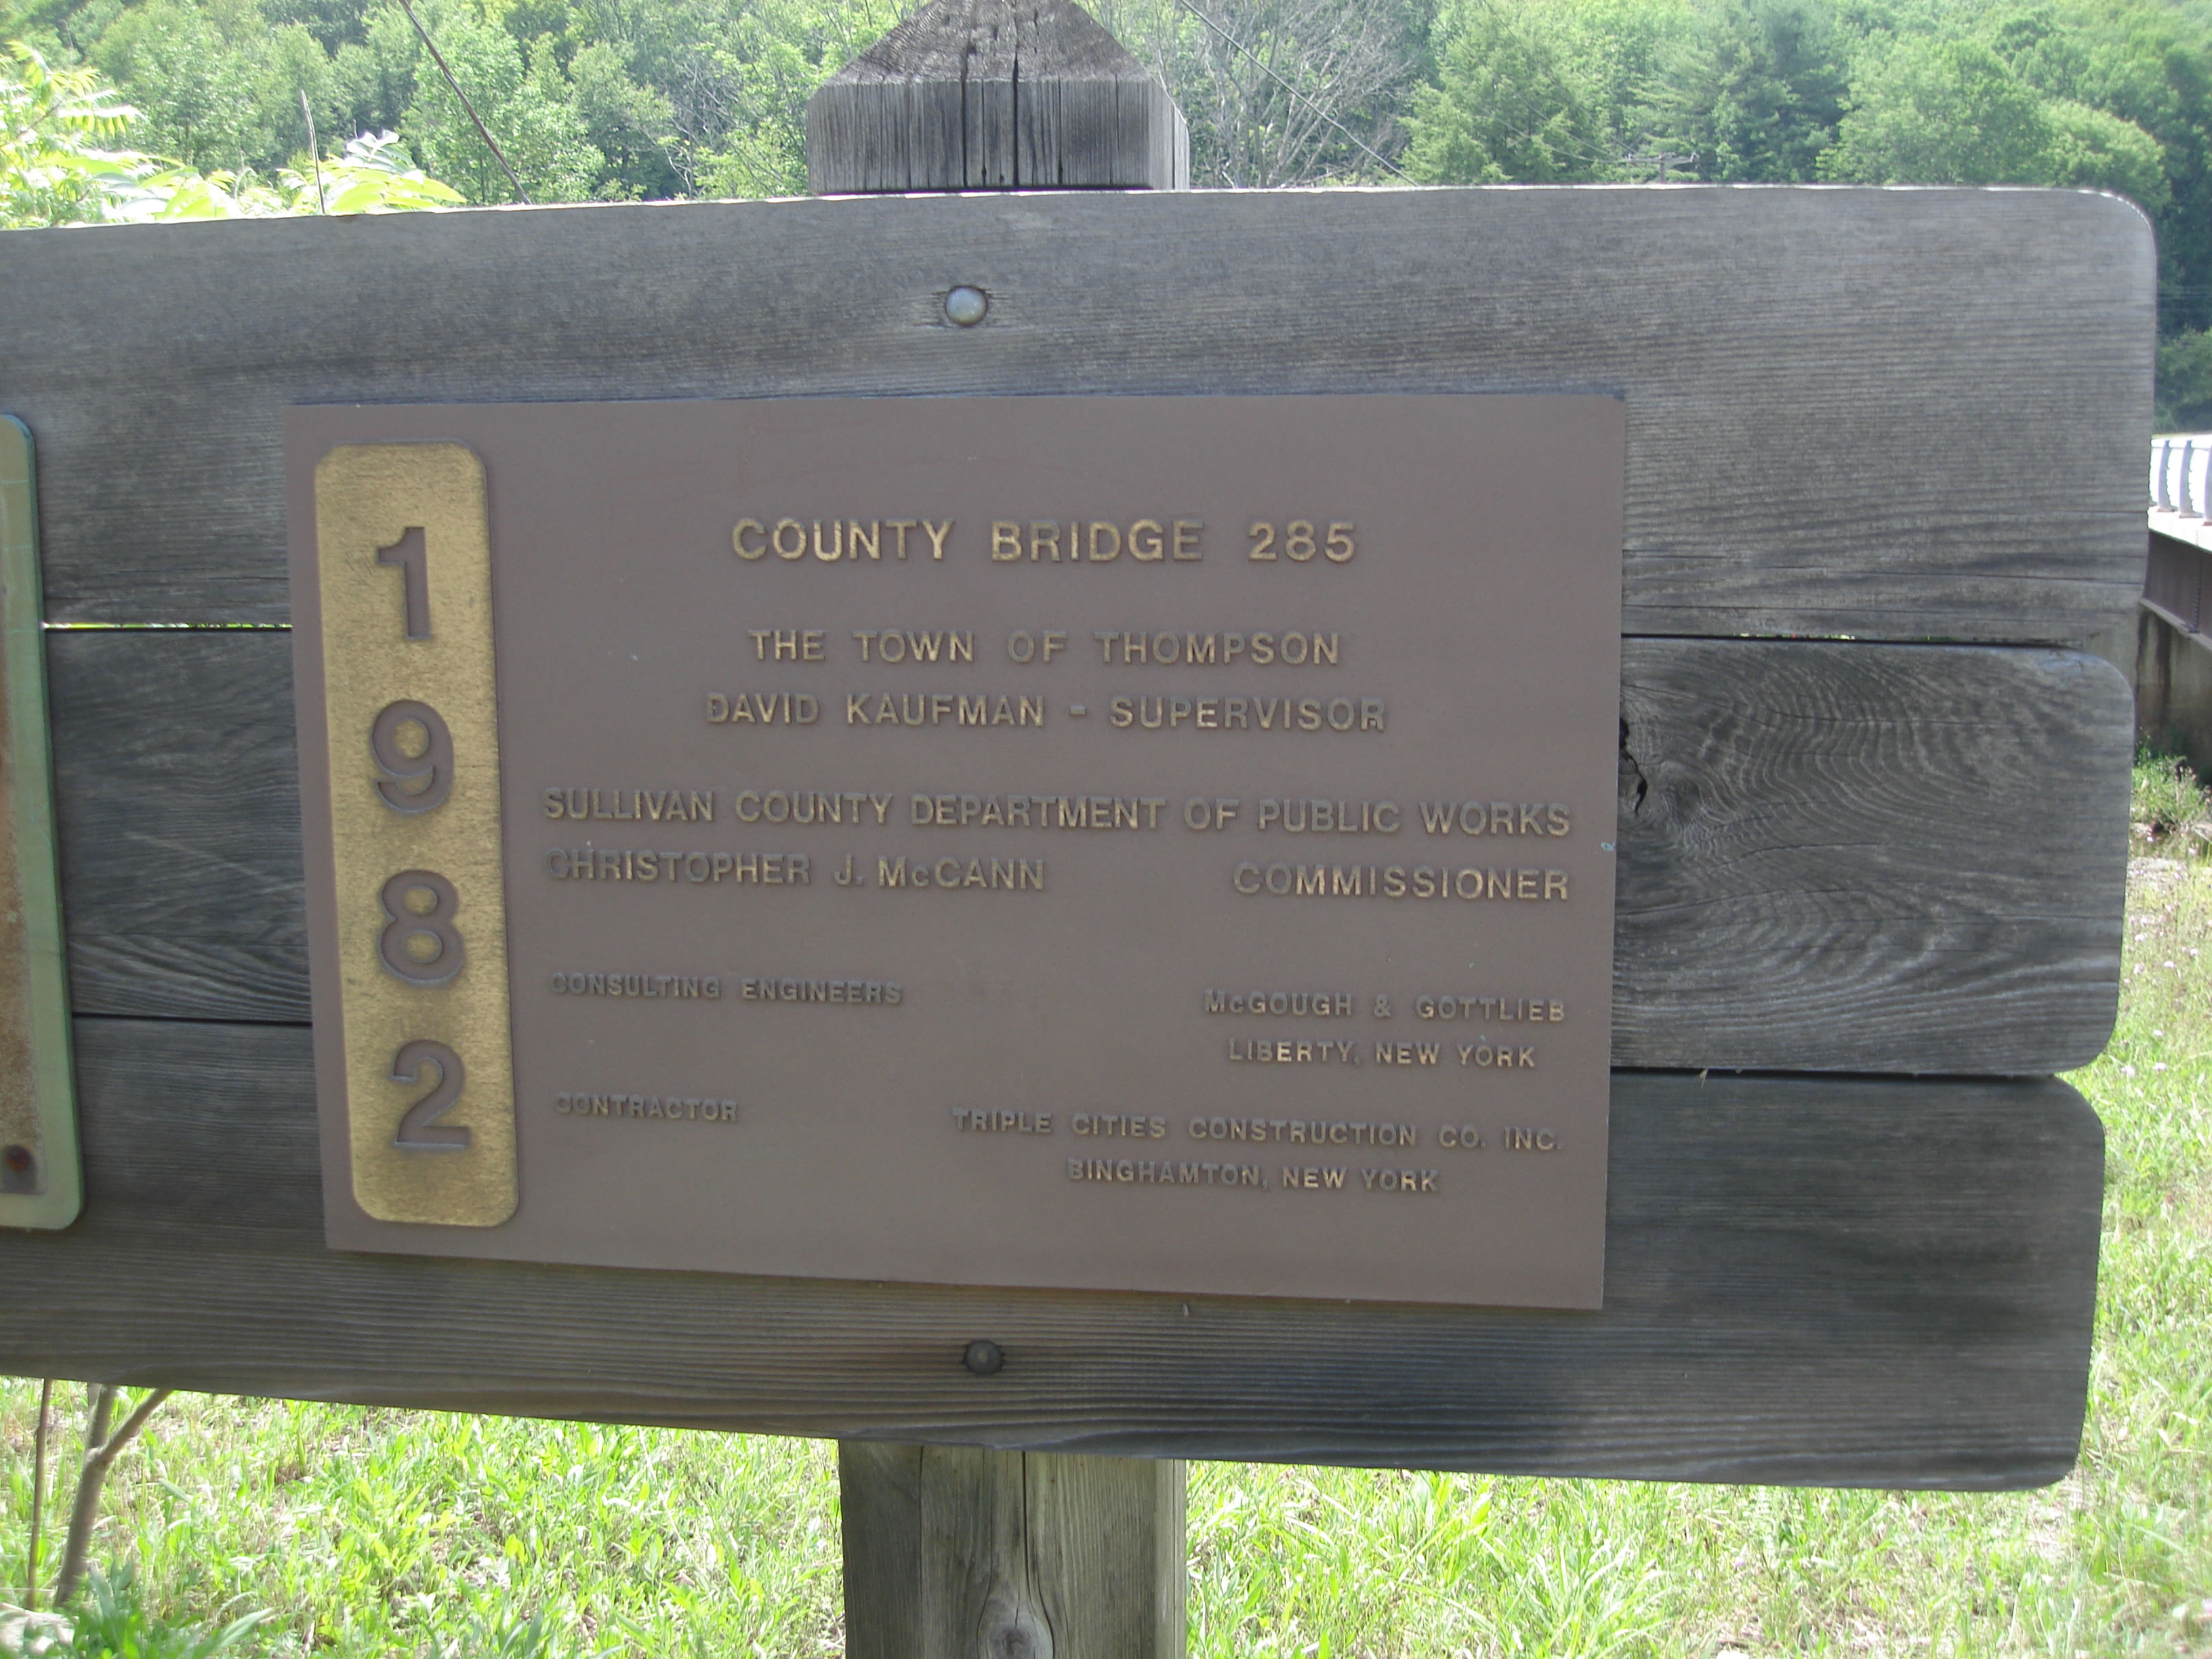 1982
COUNTY BRIDGE 285
THE TOWN OF THOMPSON
DAVID KAUFMAN - SUPERVISOR
SULLIVAN COUNTY DEPARTMENT OF PUBLIC WORKS
CHRISTOPHER J. McCANN COMMISSIONER
CONSULTING ENGINEERS McGOUGH & GOTTLIEB
LIBERTY, NEW YORK
CONTRACTOR TRIPLE CITIES CONSTRUCTION CO. INC.
BINGHAMTON, NEW YORK